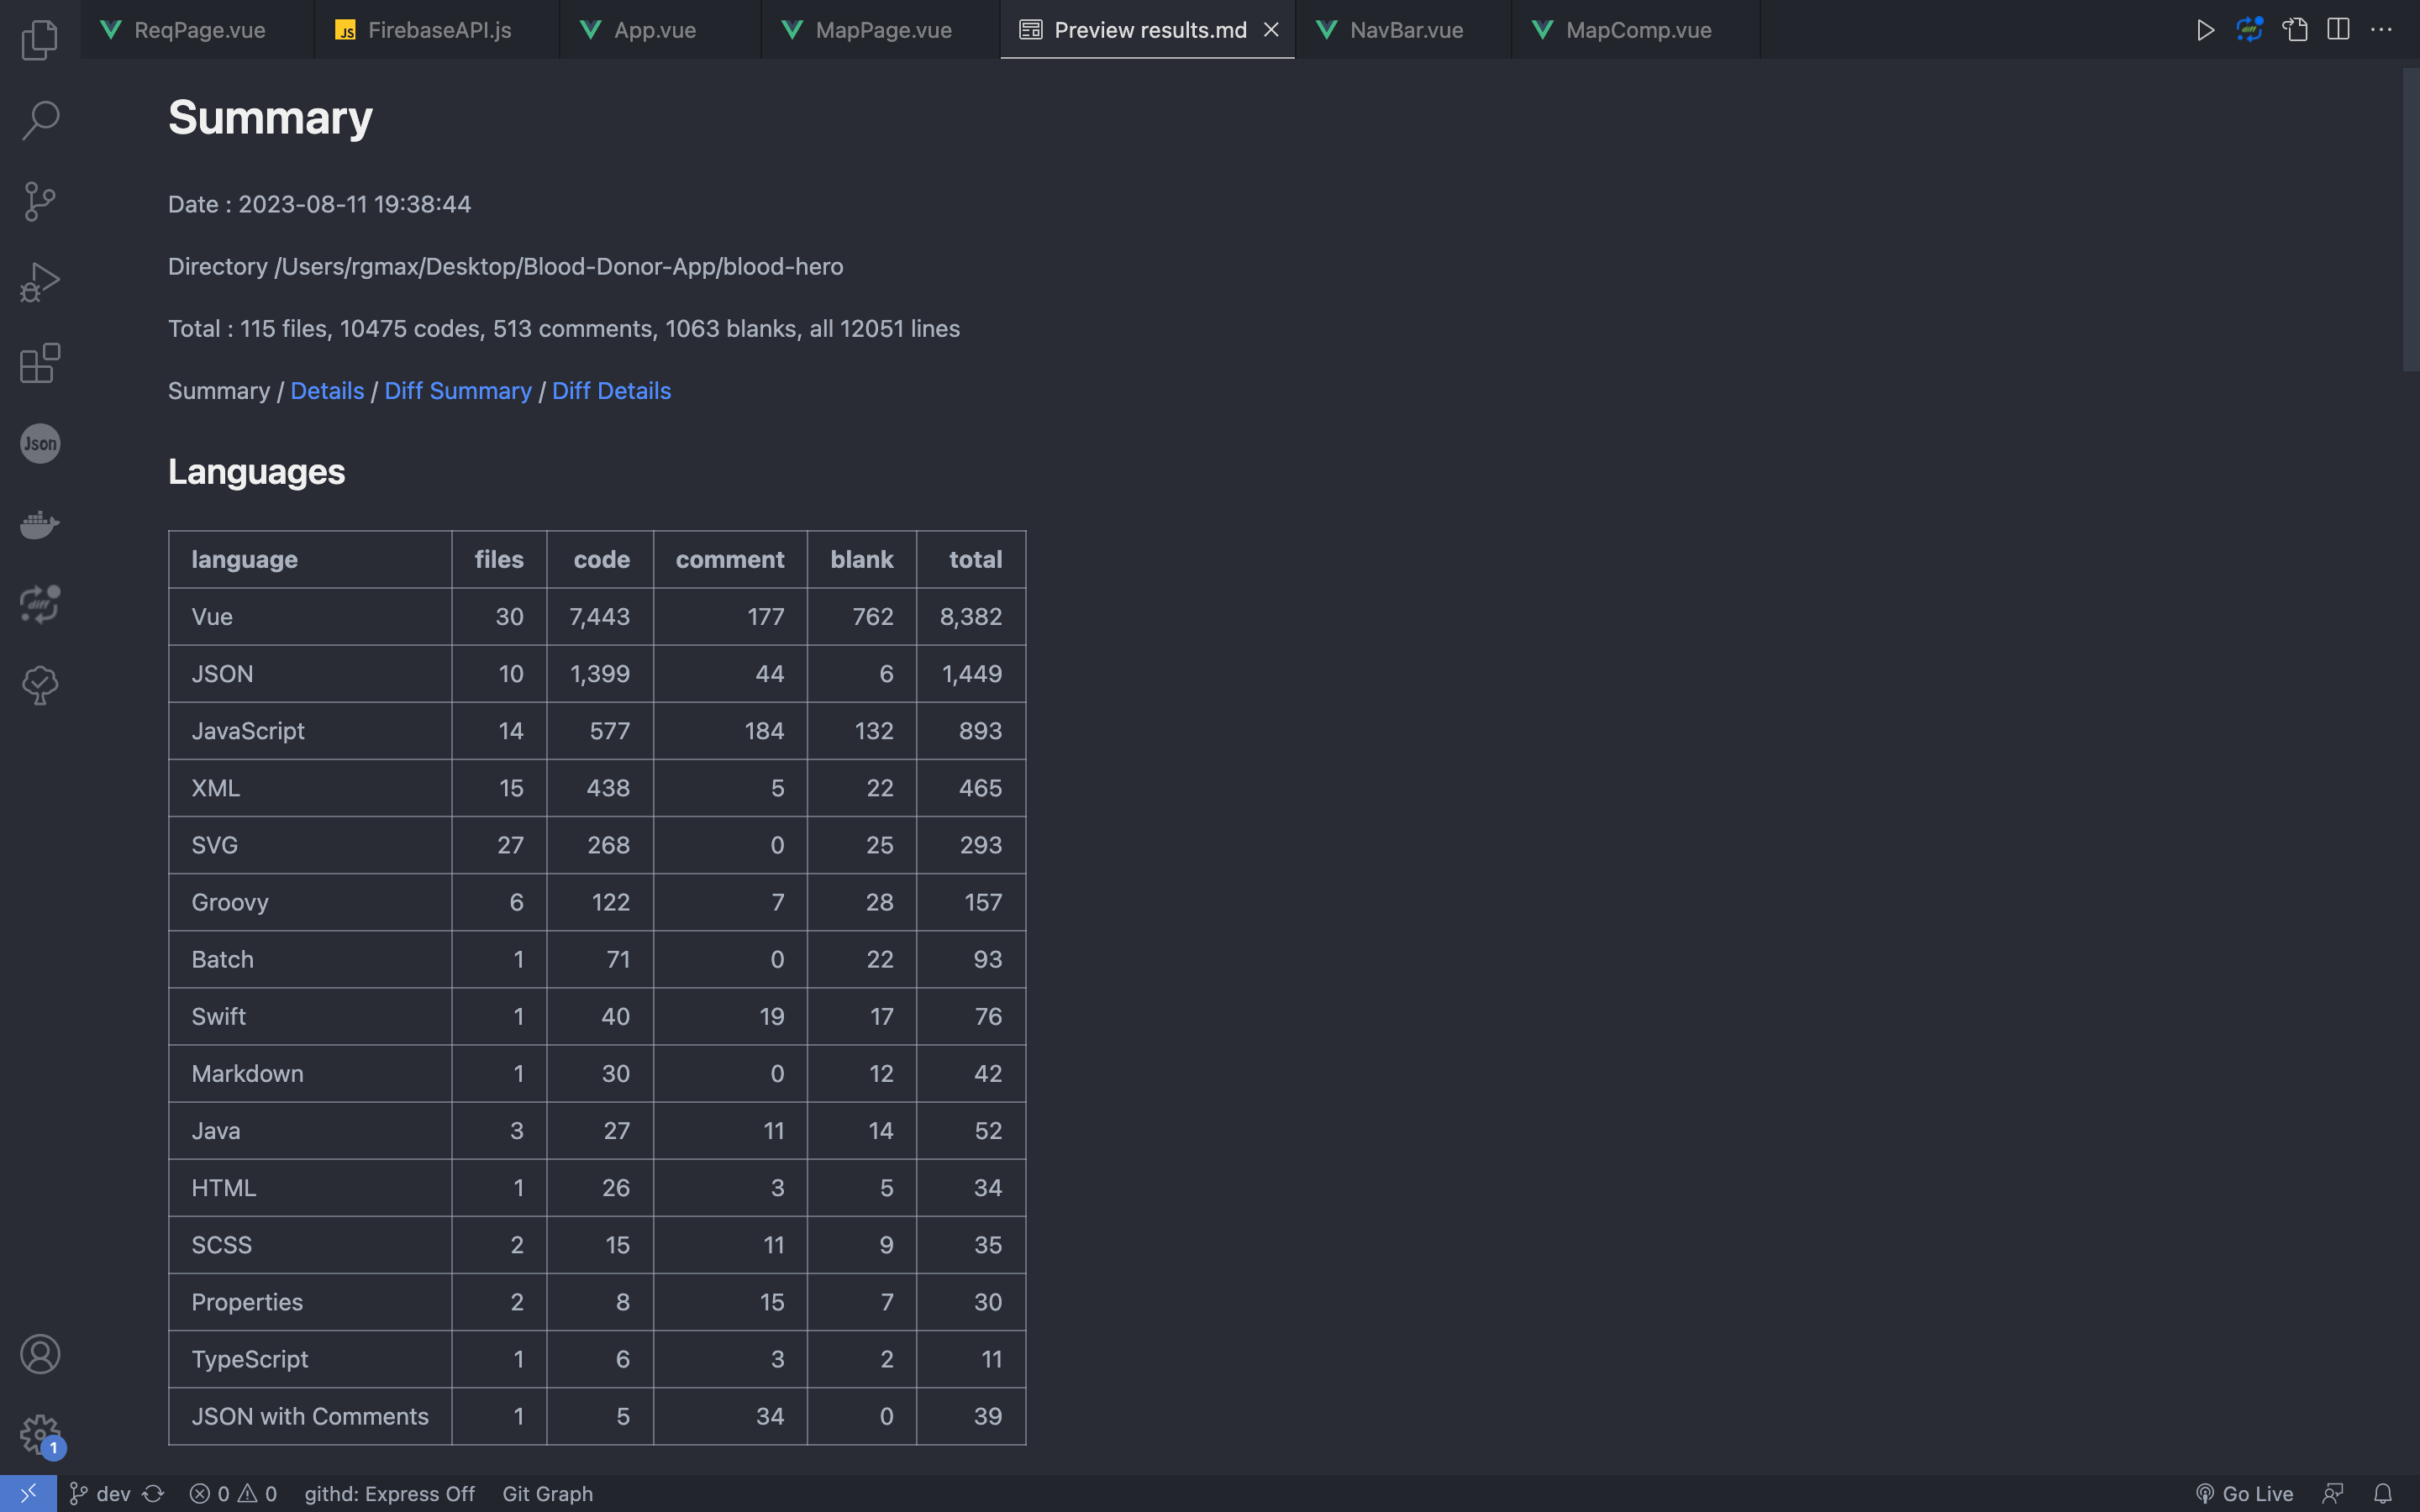 ReqPage.vue JS FirebaseAPI.js App.vue MapPage.vue Preview results.md NavBar.vue MapComp.vue
diff
Summary
Date : 2023-08-11 19:38:44
Directory /Users/rgmax/Desktop/Blood-Donor-App/blood-hero
Total : 115 files, 10475 codes, 513 comments, 1063 blanks, all 12051 lines
Summary / Details / Diff Summary / Diff Details
Json
Languages
diff
language files code comment blank total
Vue 30 7,443 177 762 8,382
JSON 10 1,399 44 6 1,449
JavaScript 14 577 184 132 893
XML 15 438 5 22 465
SVG 27 268 0 25 293
Groovy 6 122 7 28 157
Batch 1 71 0 22 93
Swift 1 40 19 17 76
Markdown 1 30 0 12 42
Java 3 27 11 14 52
HTML 1 26 3 5 34
SCSS 2 15 11 9 35
Properties 2 8 15 7 30
TypeScript 1 6 3 2 11
JSON with Comments 1 5 34 0 39
1
dev 0 0 githd: Express Off Git Graph Go Live